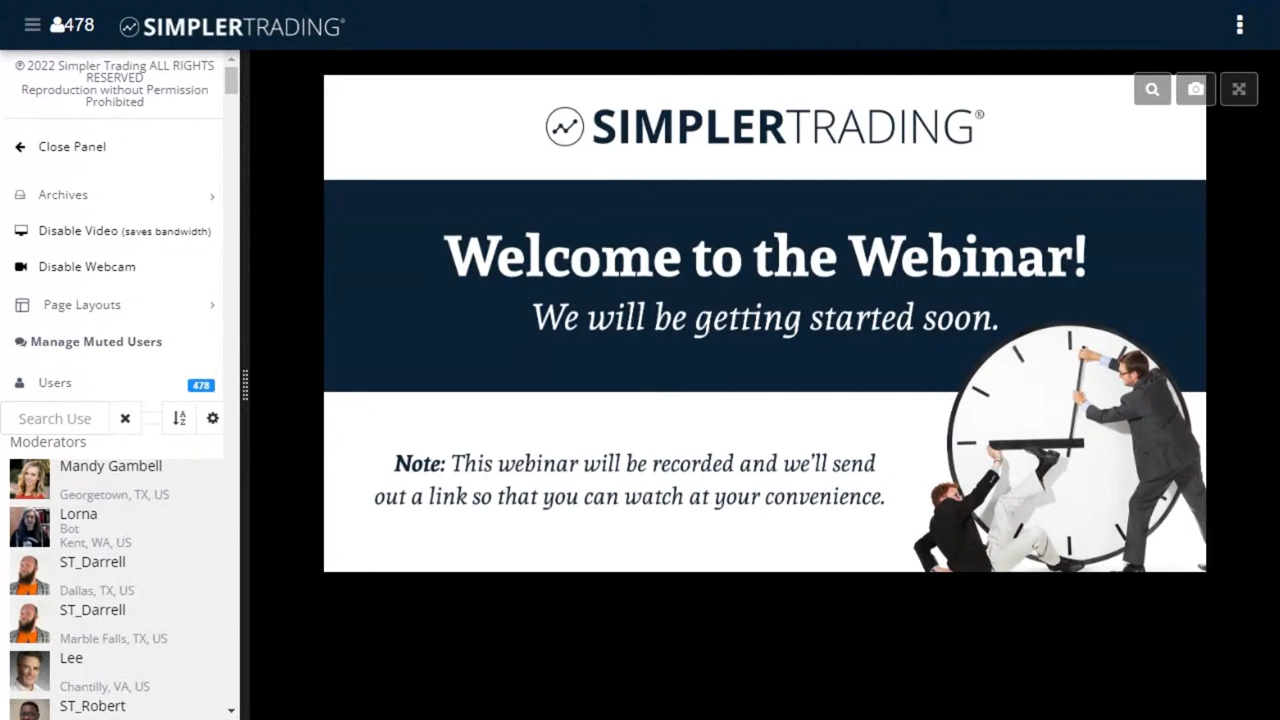 478
SIMPLERTRADING®
℗ 2022 Simpler Trading ALL RIGHTS
RESERVED
Reproduction without Permission
Prohibited
Close Panel
Archives
Disable Video (saves bandwidth)
Disable Webcam
Page Layouts
Manage Muted Users
Users 478
Search Use
Moderators
Mandy Gambell
Georgetown, TX, US
Lorna
Bot
Kent, WA, US
ST_Darrell
Dallas, TX, US
ST_Darrell
Marble Falls, TX, US
Lee
Chantilly, VA, US
ST_Robert
SIMPLERTRADING®
Welcome to the Webinar!
We will be getting started soon.
Note: This webinar will be recorded and we'll send
out a link so that you can watch at your convenience.